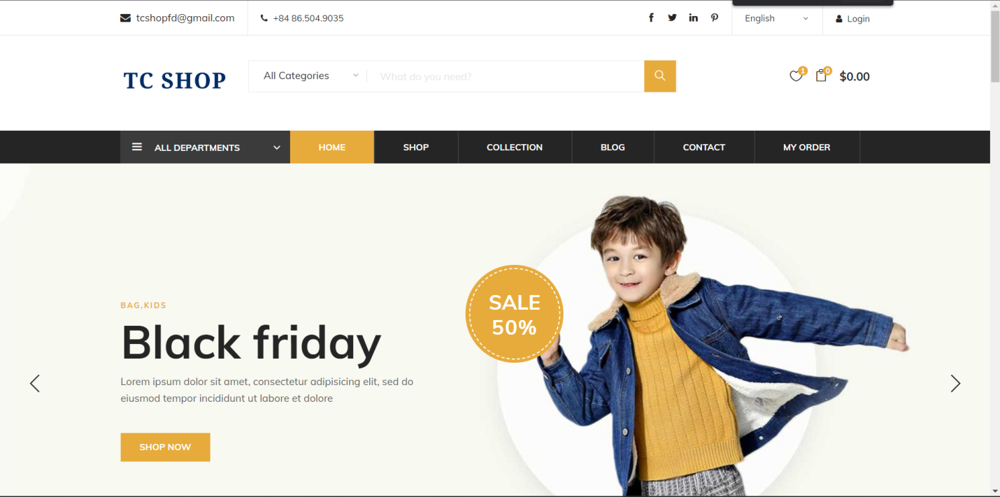 tcshopfd@gmail.com
+84 86.504.9035
English
Login
TC SHOP
All Categories
What do you need?
1
0
$0.00
ALL DEPARTMENTS
HOME
SHOP
COLLECTION
BLOG
CONTACT
MY ORDER
BAG,KIDS
Black friday
Lorem ipsum dolor sit amet, consectetur adipisicing elit, sed do
eiusmod tempor incididunt ut labore et dolore
SHOP NOW
SALE
50%